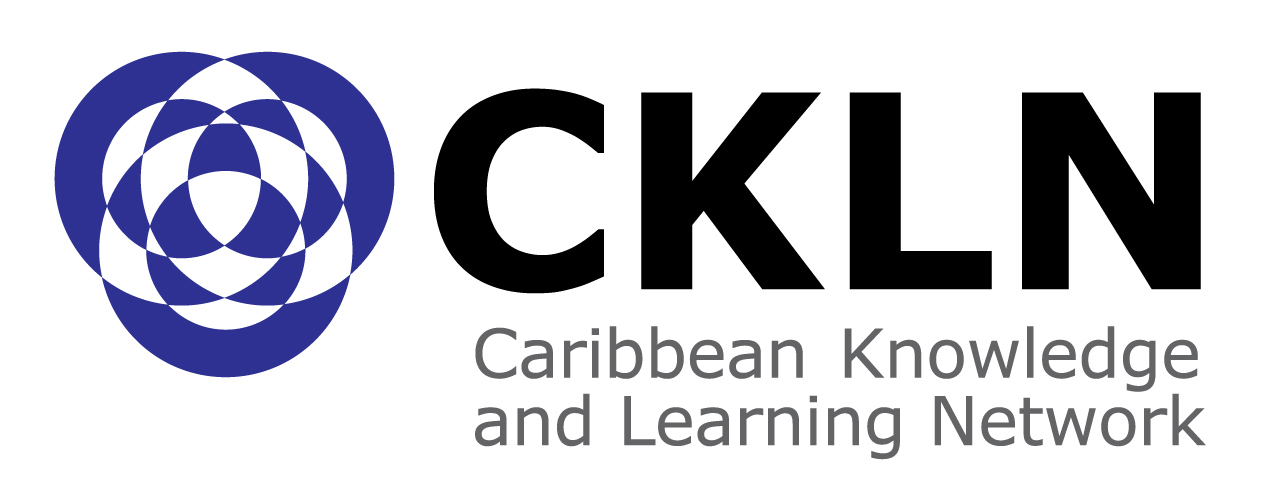 CKLN
Caribbean Knowledge
and Learning Network